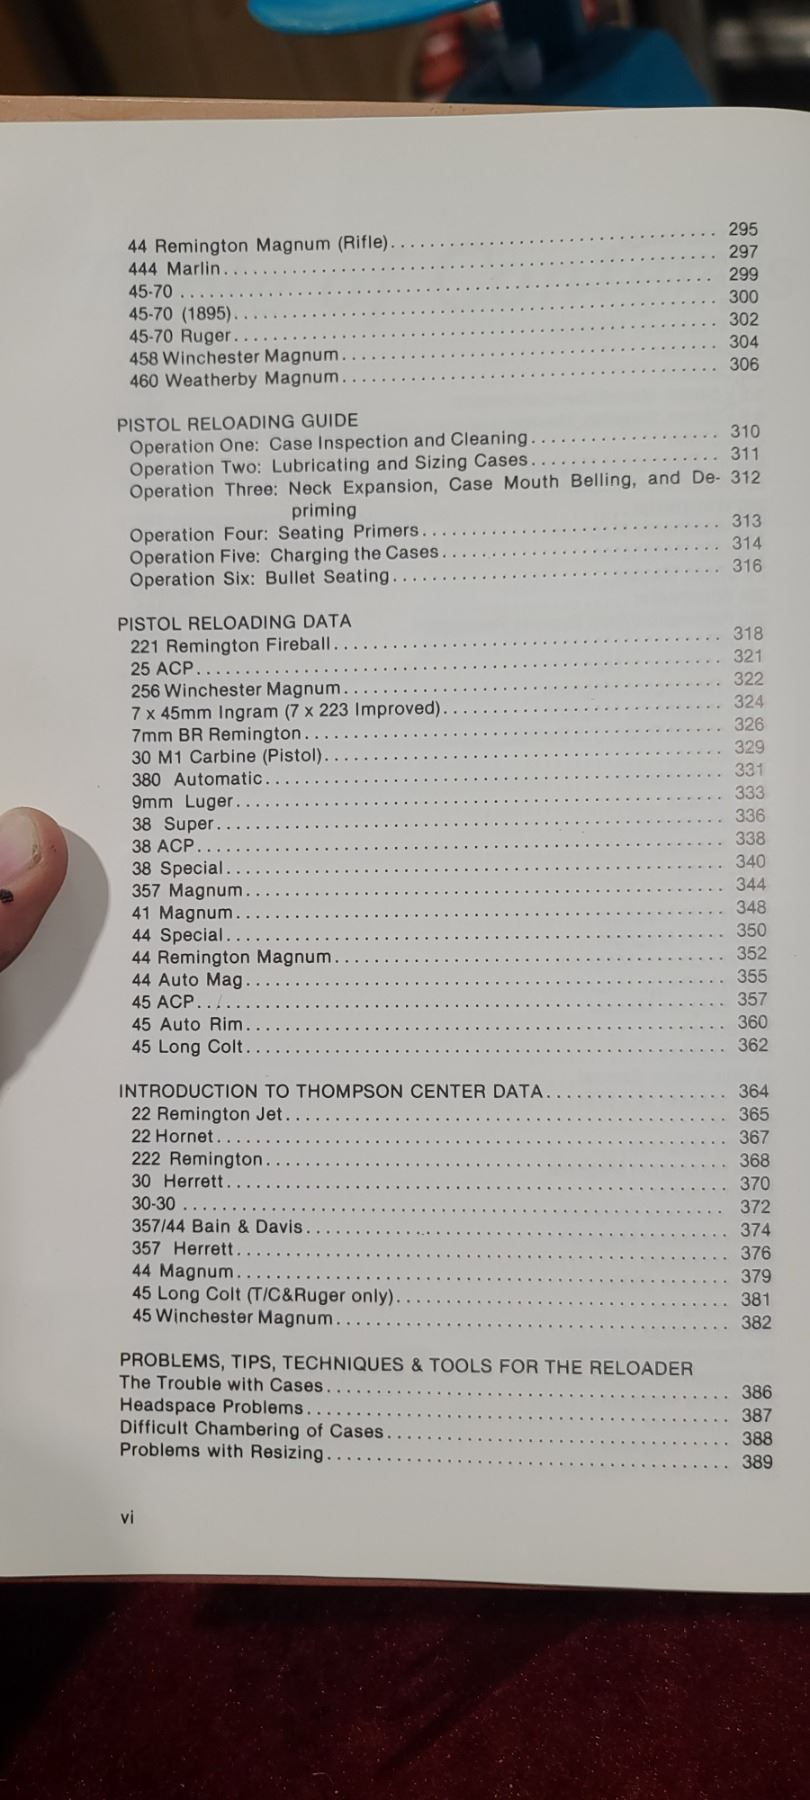 44 Remington Magnum (Rifle)................................ 295
444 Marlin................................ 297
45-70 ................................ 299
45-70 (1895)................................ 300
45-70 Ruger................................ 302
458 Winchester Magnum................................ 304
460 Weatherby Magnum................................ 306
PISTOL RELOADING GUIDE
Operation One: Case Inspection and Cleaning.................... 310
Operation Two: Lubricating and Sizing Cases.................... 311
Operation Three: Neck Expansion, Case Mouth Belling, and De- 312
priming
Operation Four: Seating Primers................................ 313
Operation Five: Charging the Cases................................ 314
Operation Six: Bullet Seating................................ 316
PISTOL RELOADING DATA
221 Remington Fireball................................ 318
25 ACP................................ 321
256 Winchester Magnum................................ 322
7 x 45mm Ingram (7 x 223 Improved)................................ 324
7mm BR Remington................................ 326
30 M1 Carbine (Pistol)................................ 329
380 Automatic................................ 331
9mm Luger................................ 333
38 Super................................ 336
38 ACP................................ 338
38 Special................................ 340
357 Magnum................................ 344
41 Magnum................................ 348
44 Special................................ 350
44 Remington Magnum................................ 352
44 Auto Mag................................ 355
45 ACP................................ 357
45 Auto Rim................................ 360
45 Long Colt................................ 362
INTRODUCTION TO THOMPSON CENTER DATA.................... 364
22 Remington Jet................................ 365
22 Hornet................................ 367
222 Remington................................ 368
30 Herrett................................ 370
30-30 ................................ 372
357/44 Bain & Davis................................ 374
357 Herrett................................ 376
44 Magnum................................ 379
45 Long Colt (T/C&Ruger only)................................ 381
45 Winchester Magnum................................ 382
PROBLEMS, TIPS, TECHNIQUES & TOOLS FOR THE RELOADER
The Trouble with Cases................................ 386
Headspace Problems................................ 387
Difficult Chambering of Cases................................ 388
Problems with Resizing................................ 389
vi